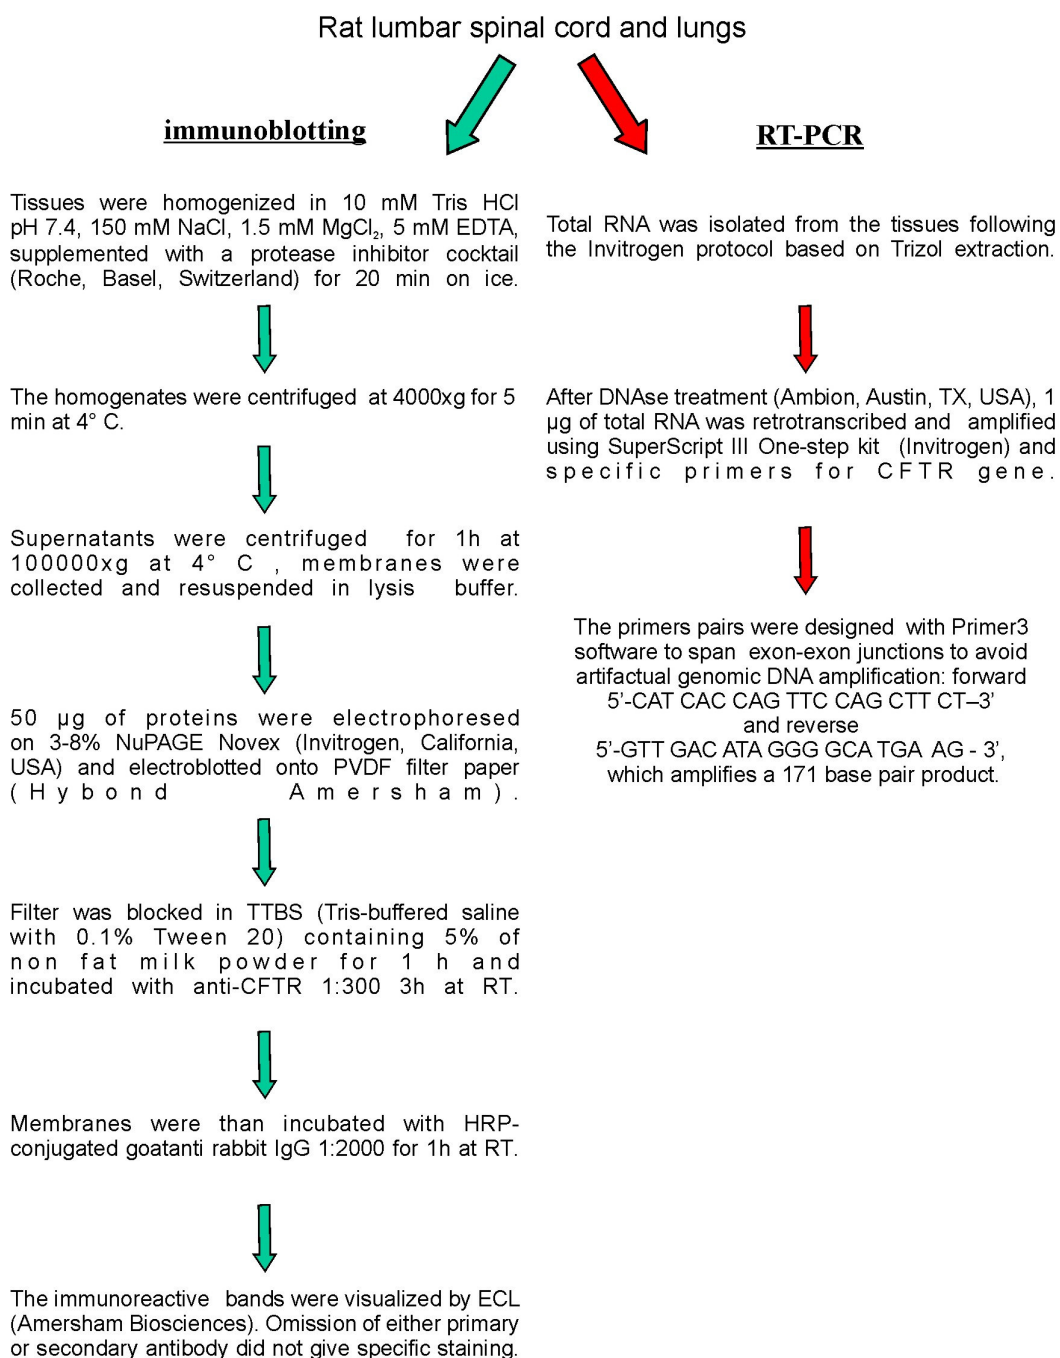 Rat lumbar spinal cord and lungs
immunoblotting
Tissues were homogenized in 10 mM Tris HCl
pH 7.4, 150 mM NaCl, 1.5 mM MgCl₂, 5 mM EDTA,
supplemented with a protease inhibitor cocktail
(Roche, Basel, Switzerland) for 20 min on ice.
The homogenates were centrifuged at 4000xg for 5
min at 4° C.
Supernatants were centrifuged for 1h at
100000xg at 4° C , membranes were
collected and resuspended in lysis buffer.
50 µg of proteins were electrophoresed
on 3-8% NuPAGE Novex (Invitrogen, California,
USA) and electroblotted onto PVDF filter paper
(Hybond Amersham).
Filter was blocked in TTBS (Tris-buffered saline
with 0.1% Tween 20) containing 5% of
non fat milk powder for 1 h and
incubated with anti-CFTR 1:300 3h at RT.
Membranes were than incubated with HRP-
conjugated goatanti rabbit IgG 1:2000 for 1h at RT.
The immunoreactive bands were visualized by ECL
(Amersham Biosciences). Omission of either primary
or secondary antibody did not give specific staining.
RT-PCR
Total RNA was isolated from the tissues following
the Invitrogen protocol based on Trizol extraction.
After DNAse treatment (Ambion, Austin, TX, USA), 1
µg of total RNA was retrotranscribed and amplified
using SuperScript III One-step kit (Invitrogen) and
specific primers for CFTR gene.
The primers pairs were designed with Primer3
software to span exon-exon junctions to avoid
artifactual genomic DNA amplification: forward
5'-CAT CAC CAG TTC CAG CTT CT–3'
and reverse
5'-GTT GAC ATA GGG GCA TGA AG - 3',
which amplifies a 171 base pair product.